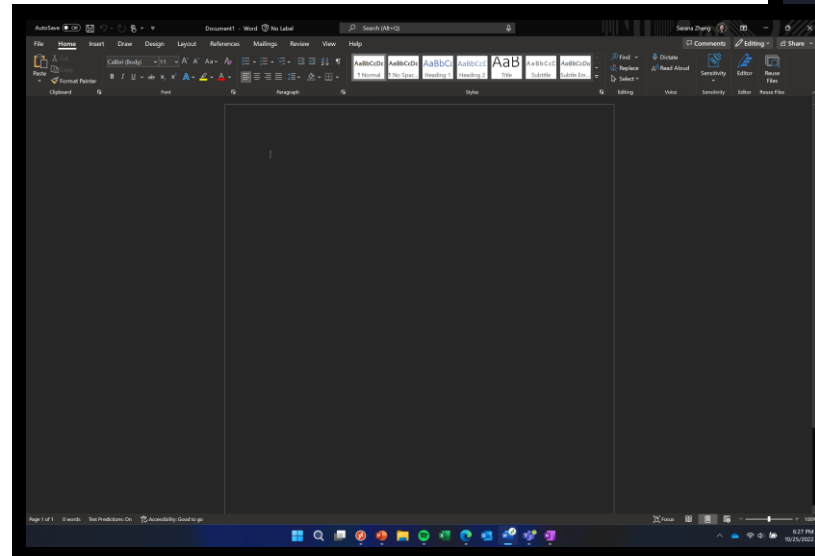 AutoSave Off Document1 - Word No Label Search (Alt+Q)
File Home Insert Draw Design Layout References Mailings Review View Help Comments Editing Share
Paste Cut Copy Format Painter
Calibri (Body) 11
AaBbCcDc AaBbCcDc AaBbCc AaBbCcC AaB AaBbCcC AaBbCcDc
¶ Normal ¶ No Spac... Heading 1 Heading 2 Title Subtitle Subtle Em...
Find Replace Select
Dictate Read Aloud
Sensitivity Editor Reuse Files
Clipboard Font Paragraph Styles Editing Voice Sensitivity Editor Reuse Files
Page 1 of 1 0 words Text Predictions: On Accessibility: Good to go Focus
6:27 PM
10/25/2022